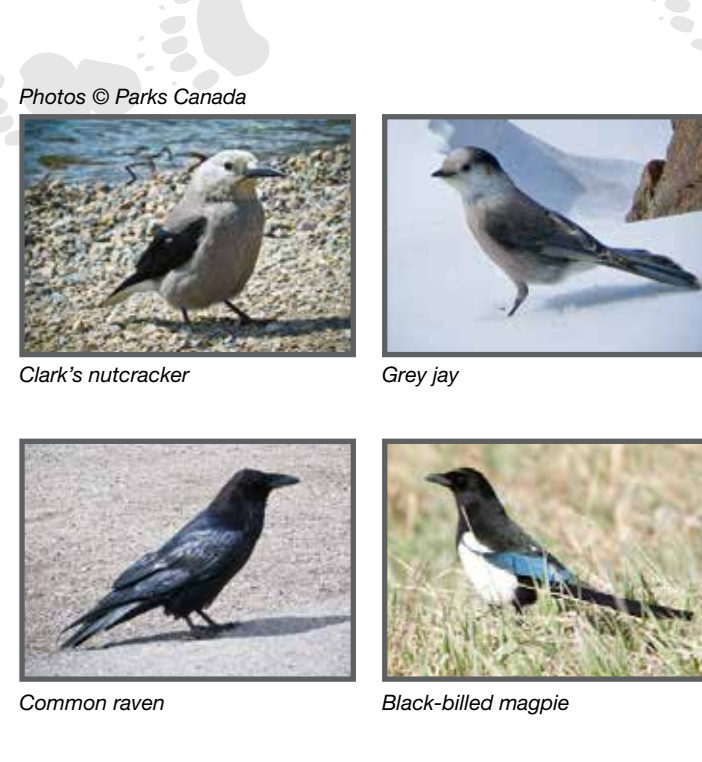 Photos © Parks Canada
Clark's nutcracker
Grey jay
Common raven
Black-billed magpie